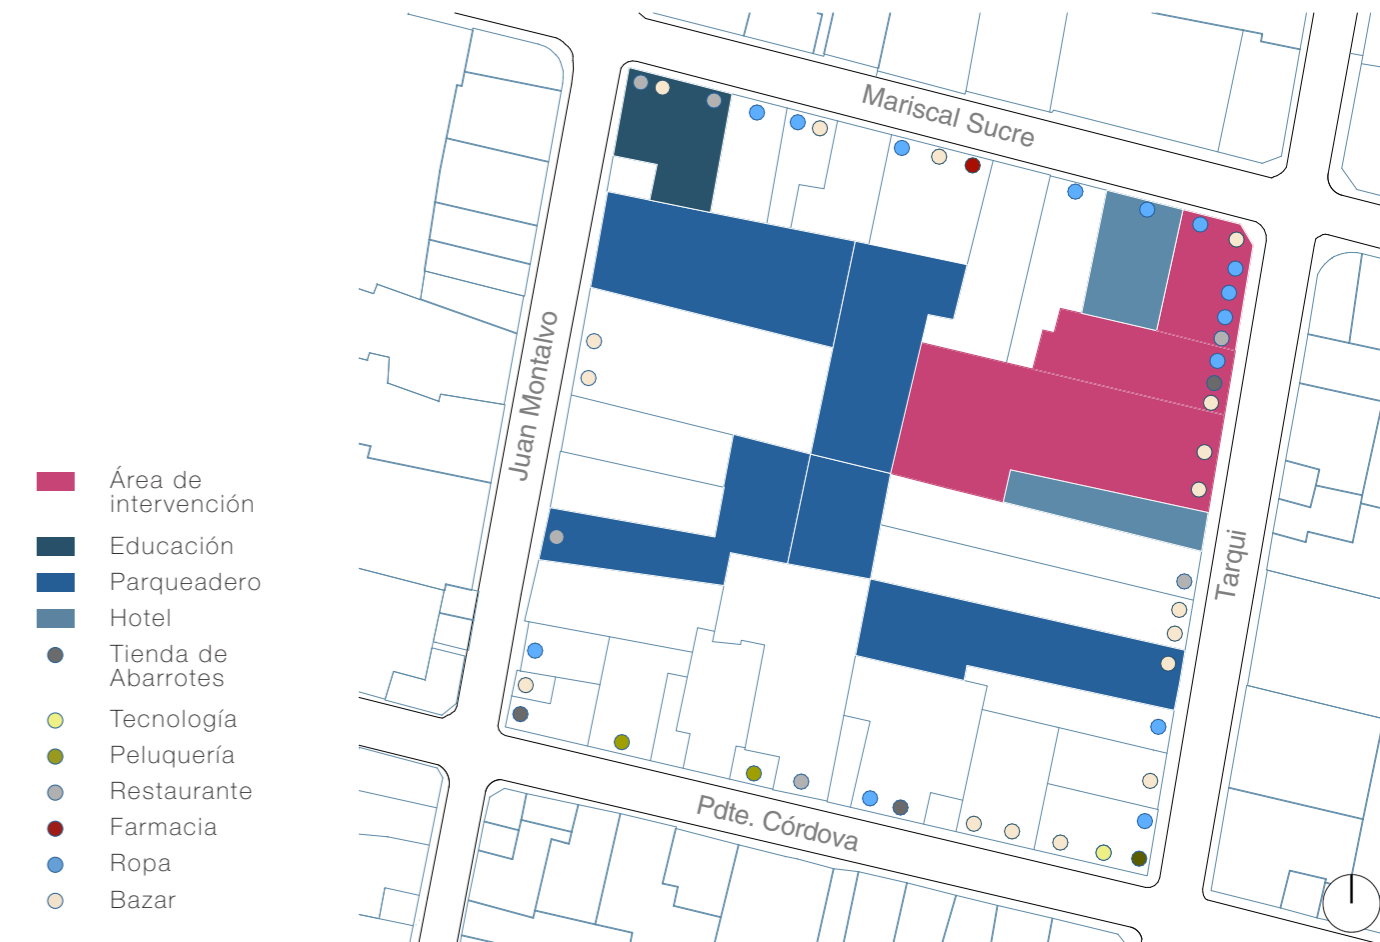 Mariscal Sucre
Juan Montalvo
Tarqui
Pdte. Córdova
Área de
intervención
Educación
Parqueadero
Hotel
Tienda de
Abarrotes
Tecnología
Peluquería
Restaurante
Farmacia
Ropa
Bazar